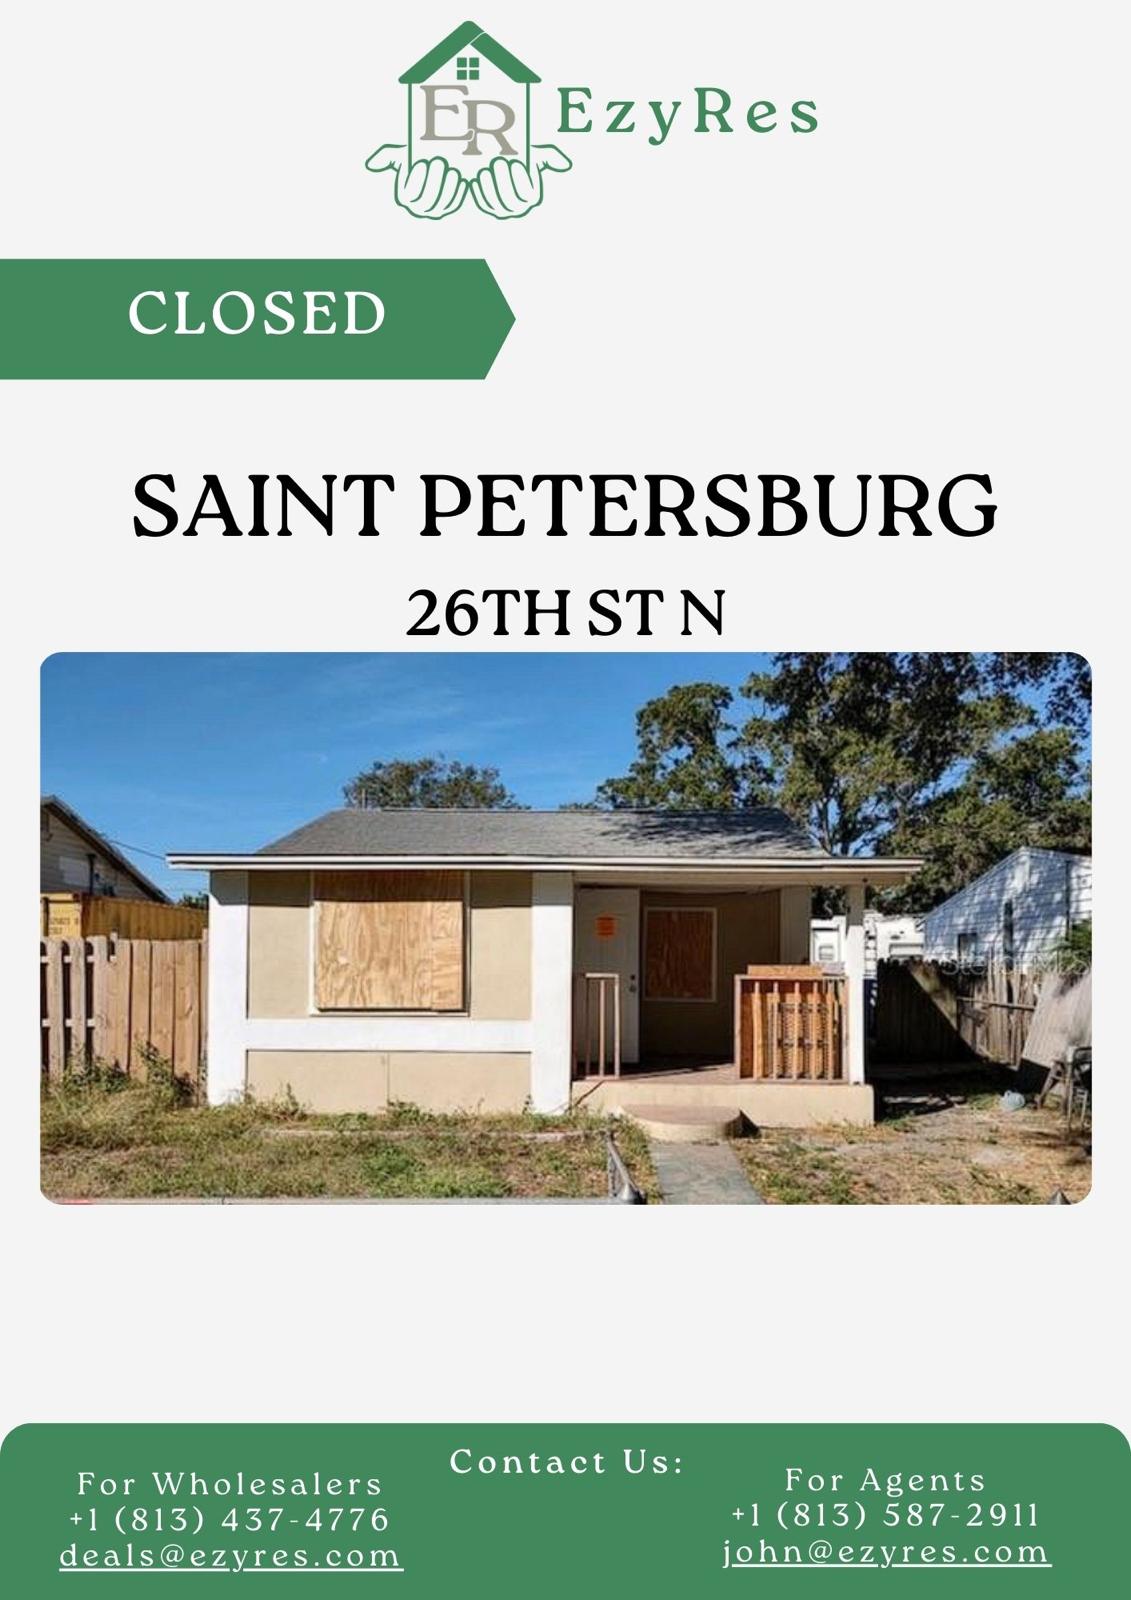 ER
EzyRes
CLOSED
SAINT PETERSBURG
26TH ST N
Contact Us:
For Wholesalers
+1 (813) 437-4776
deals@ezyres.com
For Agents
+1 (813) 587-2911
john@ezyres.com